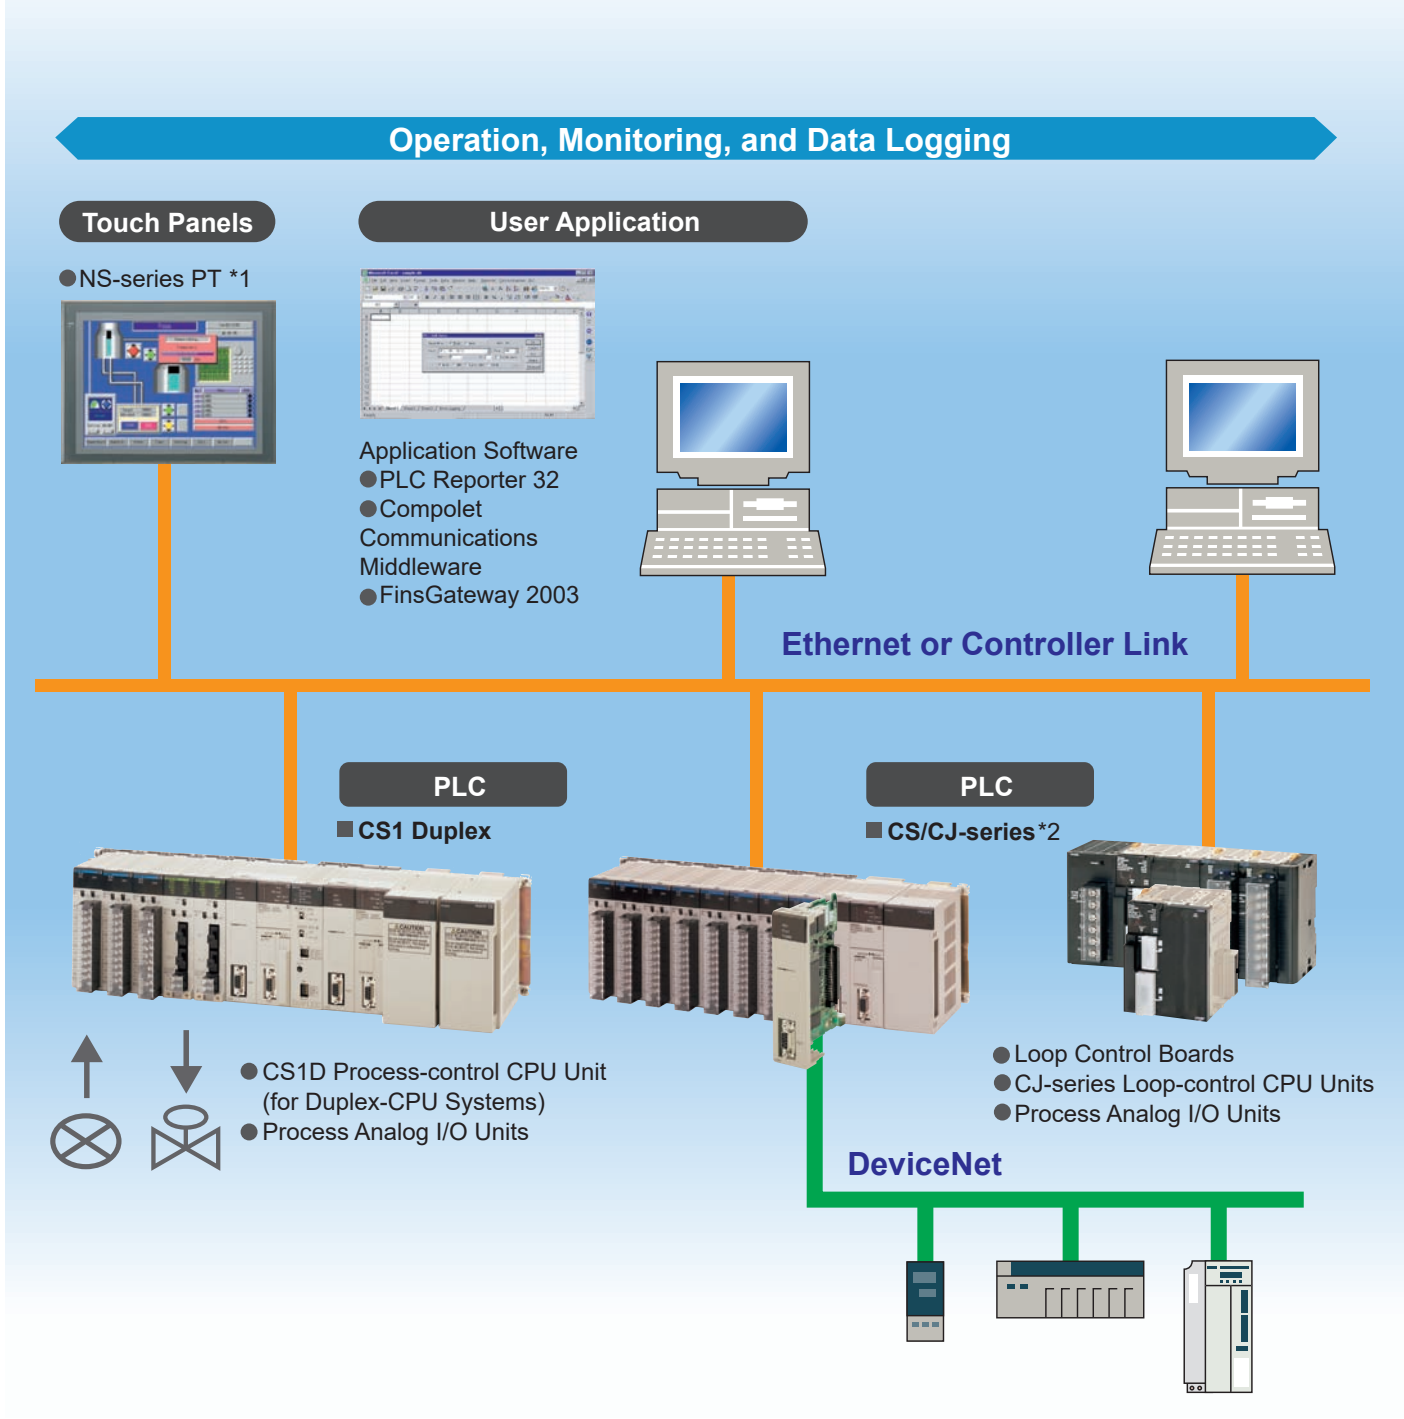 Operation, Monitoring, and Data Logging
Touch Panels
User Application
●NS-series PT *1
Application Software
●PLC Reporter 32
●Compolet
Communications
Middleware
●FinsGateway 2003
Ethernet or Controller Link
PLC
■CS1 Duplex
PLC
■CS/CJ-series*2
⚠CAUTION
⚠CAUTION
●CS1D Process-control CPU Unit
(for Duplex-CPU Systems)
●Process Analog I/O Units
●Loop Control Boards
●CJ-series Loop-control CPU Units
●Process Analog I/O Units
DeviceNet